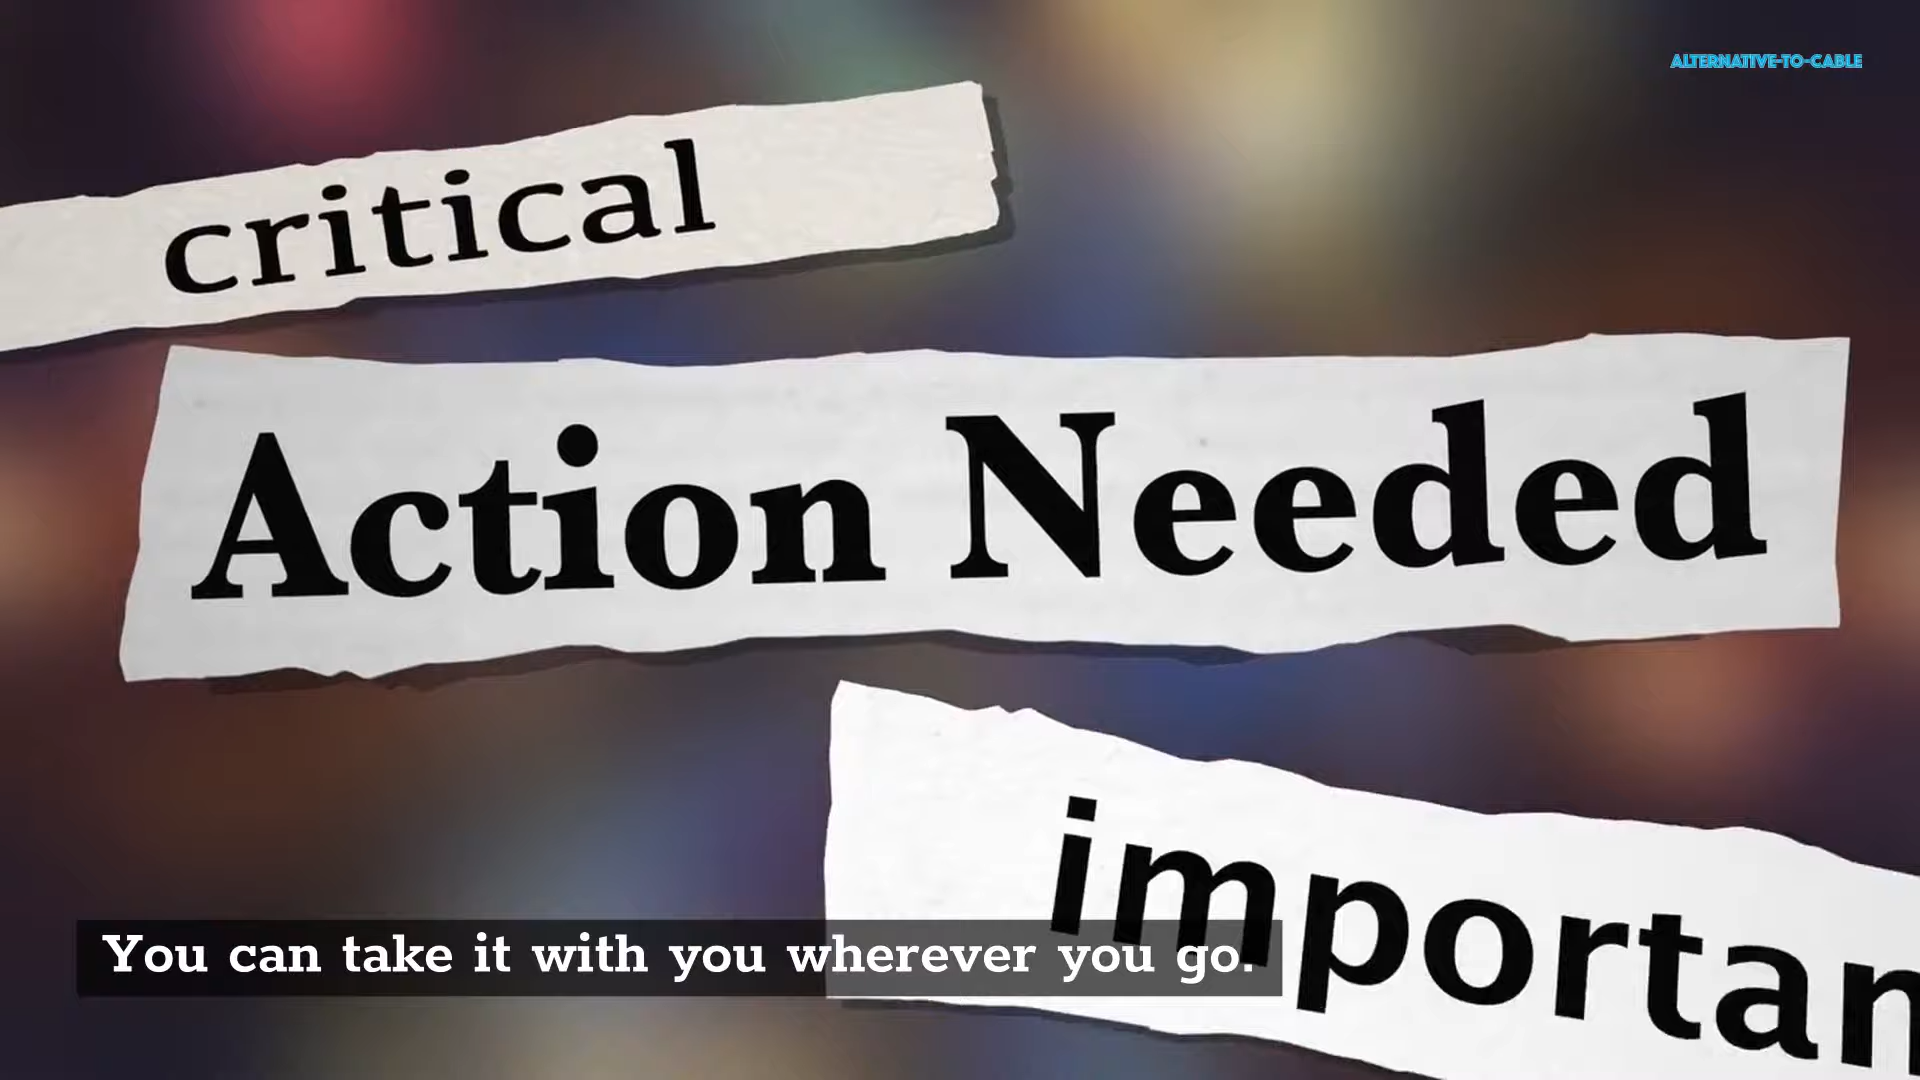 ALTERNATIVE-TO-CABLE
critical
Action Needed
importan
You can take it with you wherever you go.